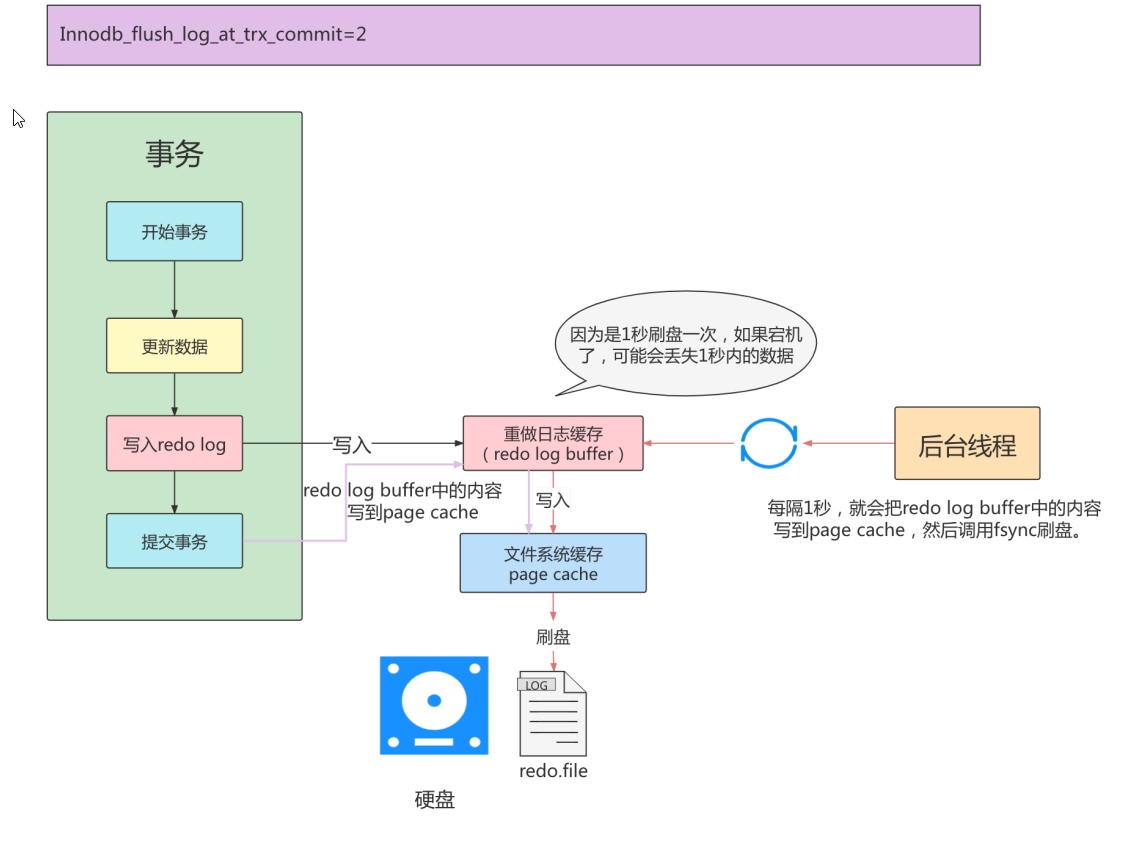 Innodb_flush_log_at_trx_commit=2
事务
开始事务
更新数据
写入redo log
提交事务
写入
redo log buffer中的内容
写到page cache
因为是1秒刷盘一次，如果宕机
了，可能会丢失1秒内的数据
重做日志缓存
（redo log buffer）
写入
文件系统缓存
page cache
刷盘
LOG
redo.file
硬盘
后台线程
每隔1秒，就会把redo log buffer中的内容
写到page cache，然后调用fsync刷盘。